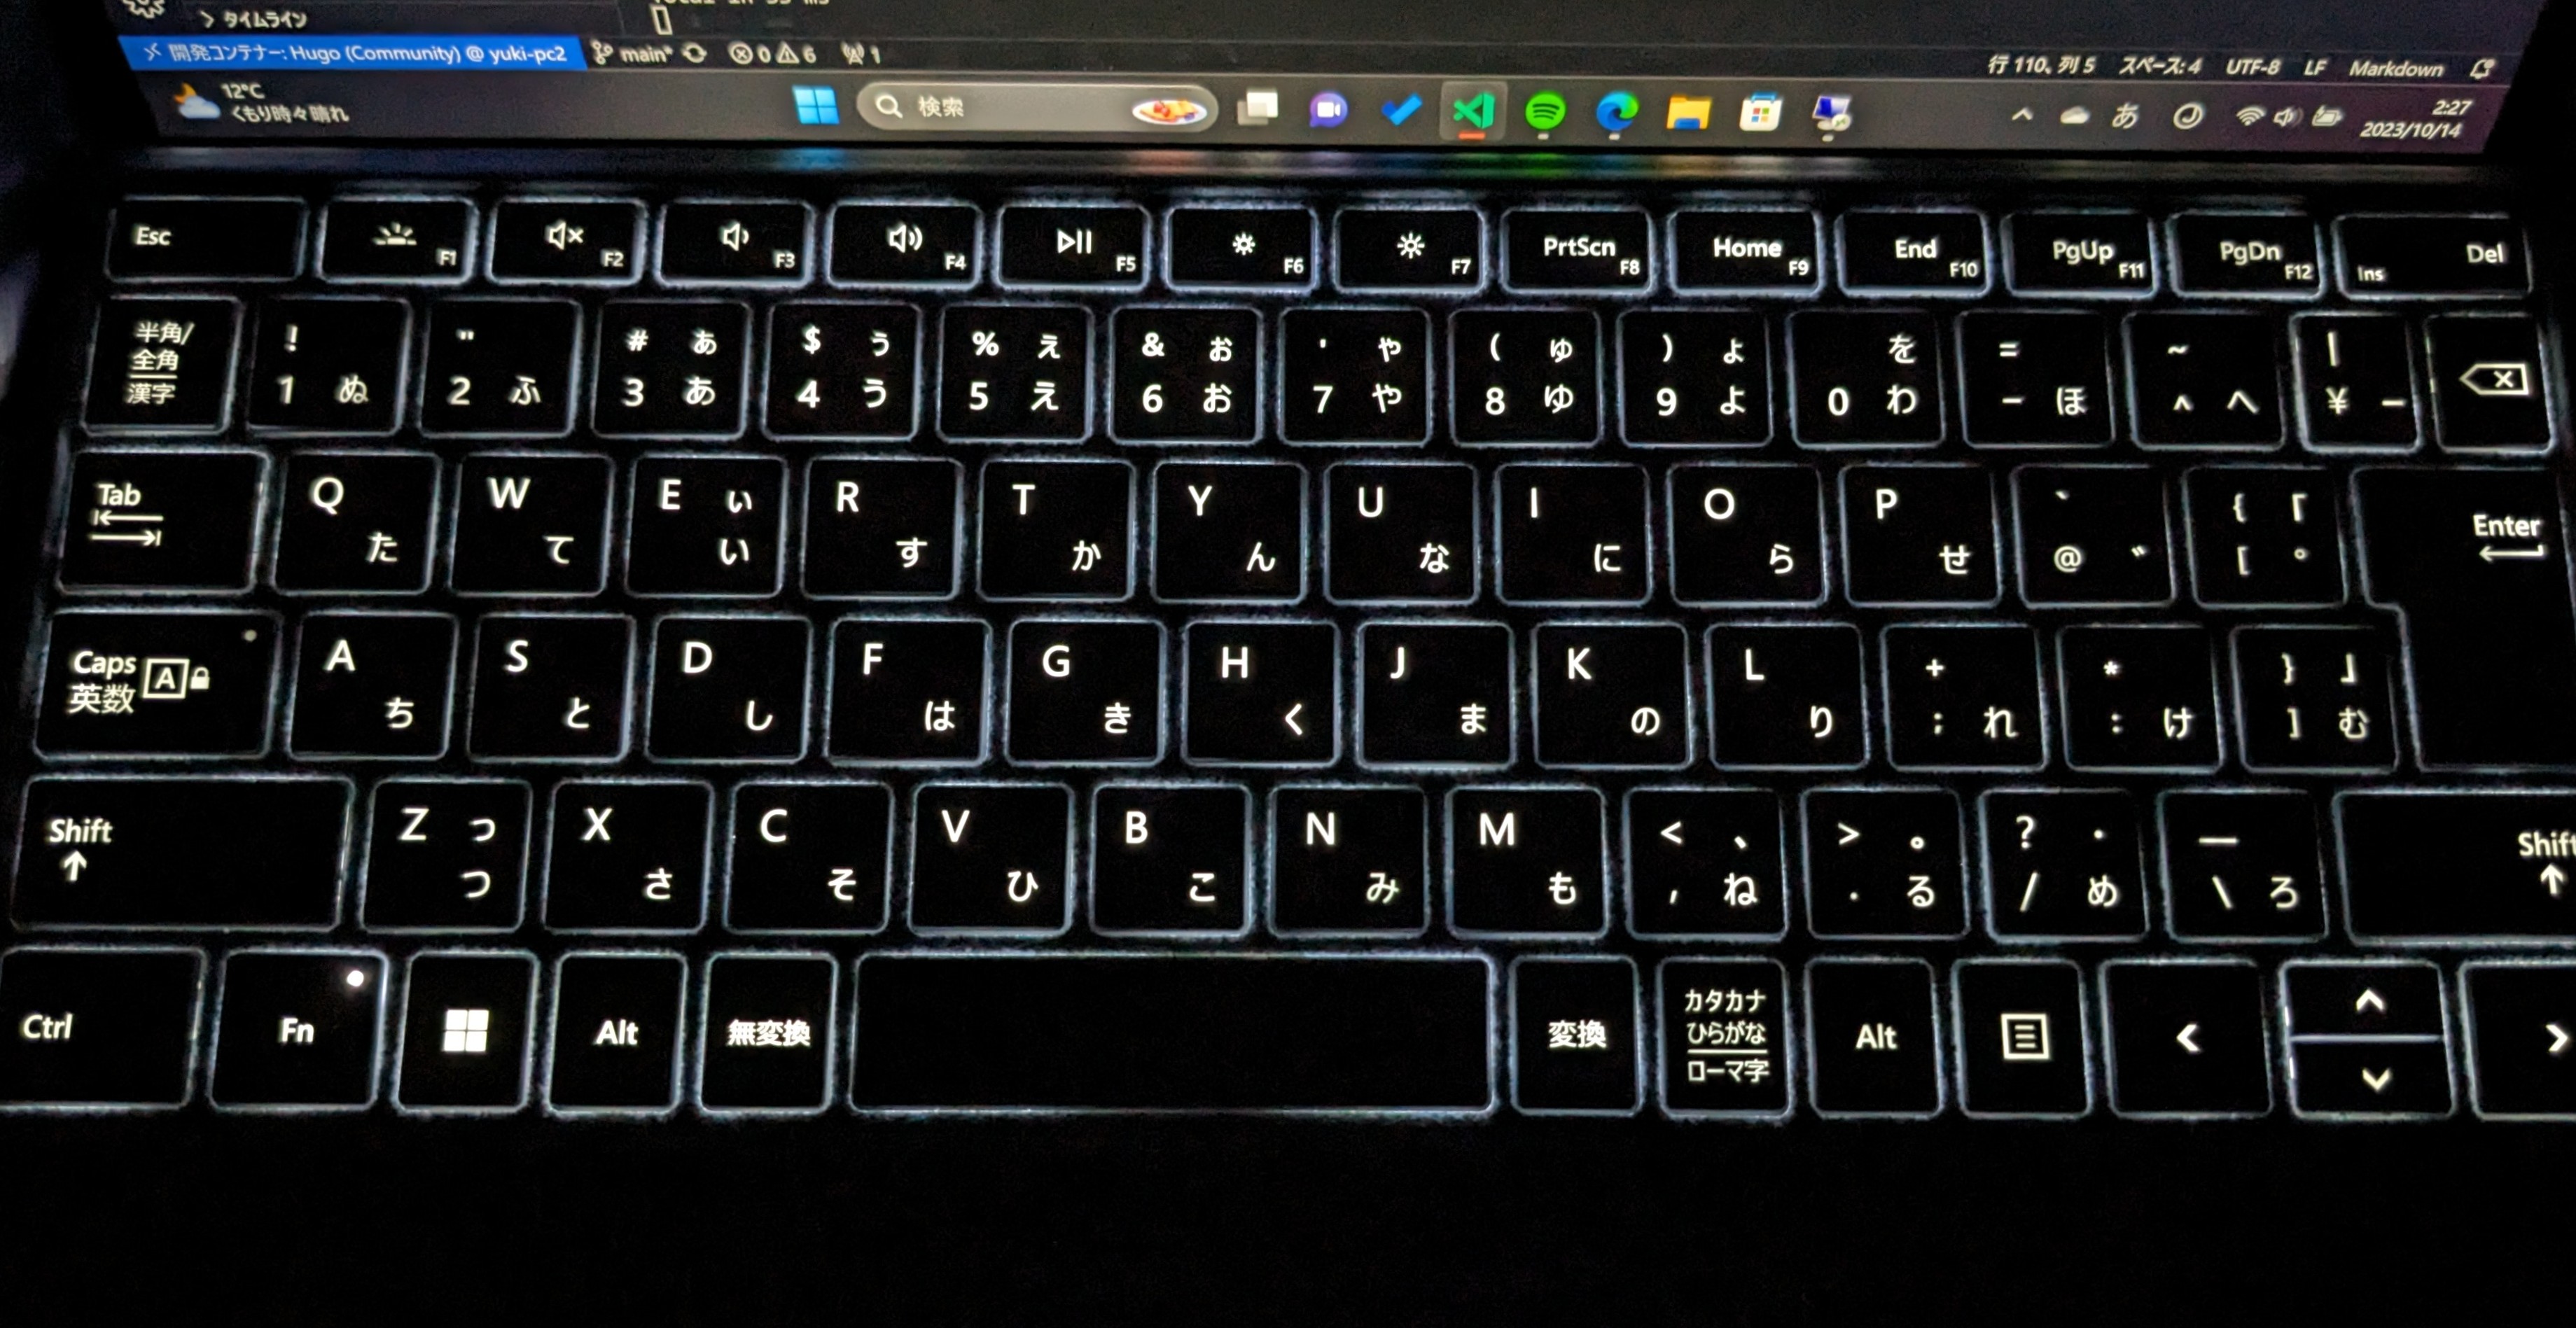 タイムライン
開発コンテナー: Hugo (Community) @ yuki-pc2 main* 0 6 1 行 110、列 5 スペース: 4 UTF-8 LF Markdown
12°C
くもり時々晴れ
検索
あ
2:27
2023/10/14
Esc F1 F2 F3 F4 F5 F6 F7 PrtScn F8 Home F9 End F10 PgUp F11 PgDn F12 Ins Del
半角/
全角
漢字
! " # ぁ $ ぅ % ぇ & ぉ ' ゃ ( ゅ ) ょ を = ~ |
1 ぬ 2 ふ 3 あ 4 う 5 え 6 お 7 や 8 ゆ 9 よ 0 わ - ほ ^ へ ¥ ー
Tab Q W E ぃ R T Y U I O P ` { 「 Enter
た て い す か ん な に ら せ @ ゛ [ ゜
Caps A A S D F G H J K L + * } 」
英数 ち と し は き く ま の り ; れ : け ] む
Shift Z っ X C V B N M < 、 > 。 ? ・ _ Shift
つ さ そ ひ こ み も , ね . る / め \ ろ
Ctrl Fn Alt 無変換 変換
カタカナ
ひらがな
ローマ字
Alt